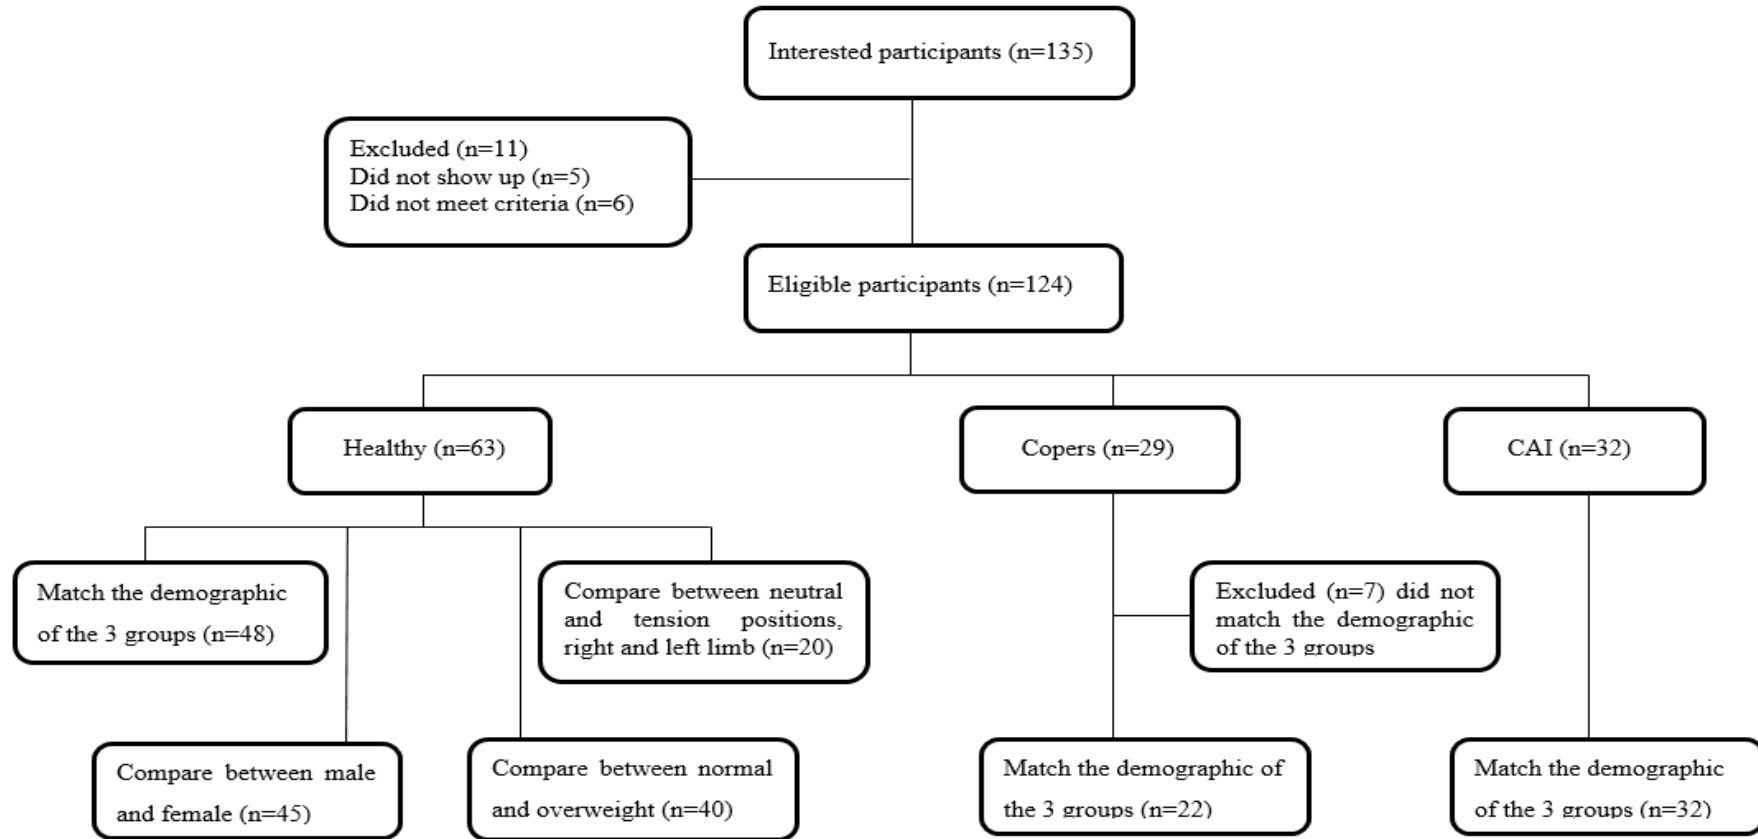 Interested participants (n=135)
Excluded (n=11)
Did not show up (n=5)
Did not meet criteria (n=6)
Eligible participants (n=124)
Healthy (n=63)
Copers (n=29)
CAI (n=32)
Match the demographic
of the 3 groups (n=48)
Compare between neutral
and tension positions,
right and left limb (n=20)
Excluded (n=7) did not
match the demographic
of the 3 groups
Compare between male
and female (n=45)
Compare between normal
and overweight (n=40)
Match the demographic of
the 3 groups (n=22)
Match the demographic
of the 3 groups (n=32)